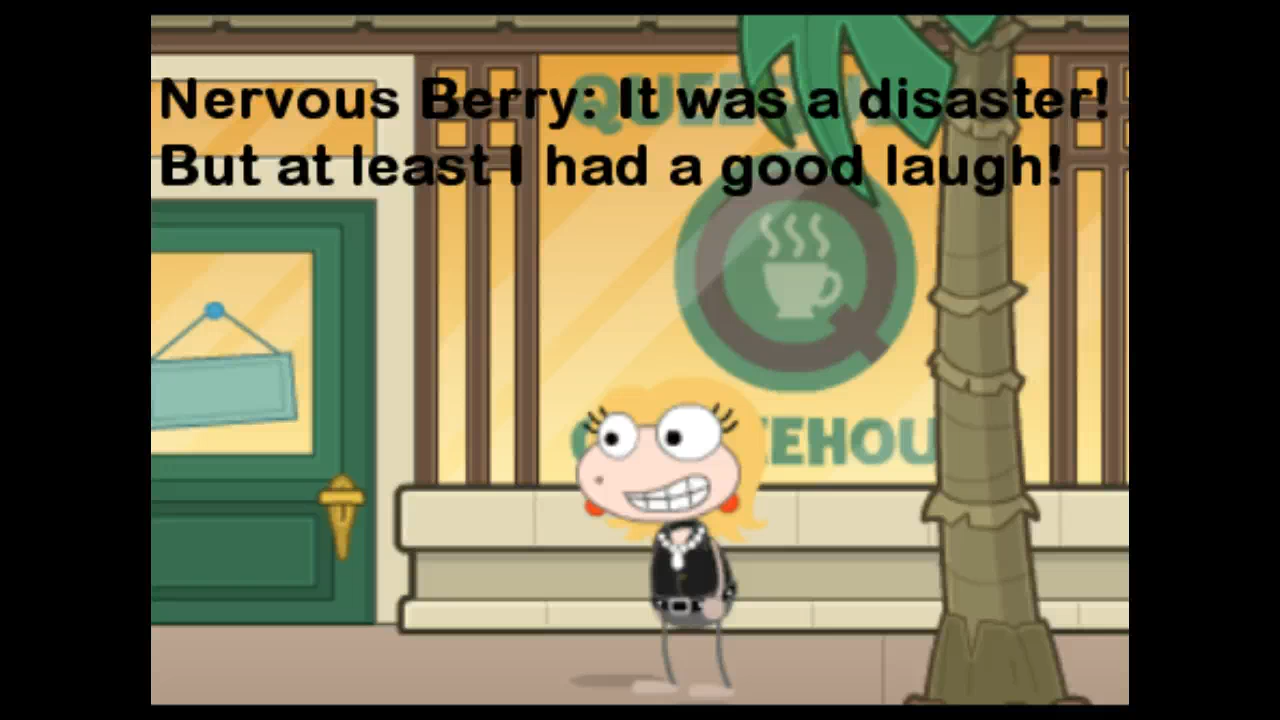 Nervous Berry: It was a disaster!
But at least I had a good laugh!
Q